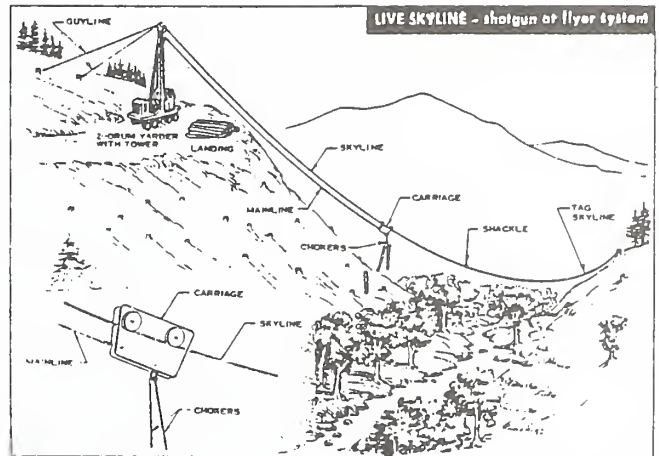 LIVE SKYLINE - shotgun or flyer system
GUYLINE
2-DRUM YARDER
WITH TOWER
LANDING
SKYLINE
MAINLINE
CARRIAGE
CHOKERS
SHACKLE
TAG
SKYLINE
CARRIAGE
SKYLINE
MAINLINE
CHOKERS